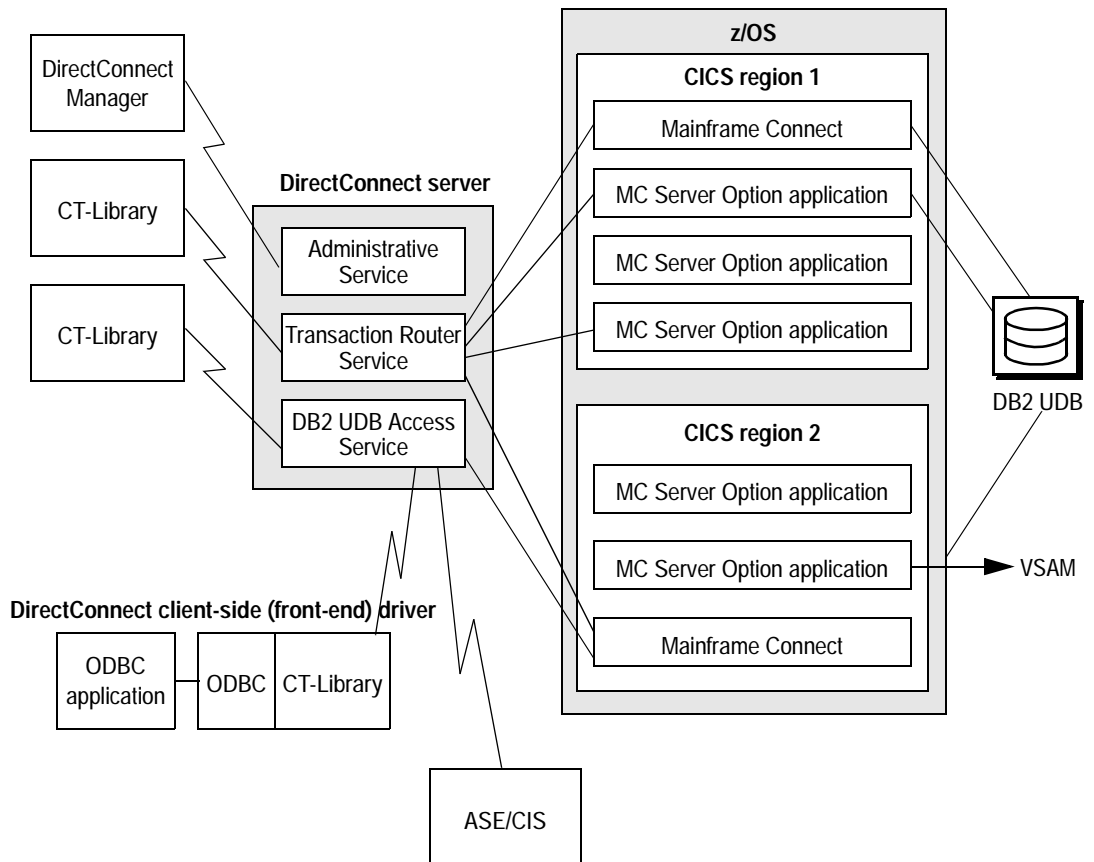 z/OS
DirectConnect
Manager
CICS region 1
Mainframe Connect
CT-Library
DirectConnect server
MC Server Option application
Administrative
Service
MC Server Option application
CT-Library
Transaction Router
Service
MC Server Option application
DB2 UDB
DB2 UDB Access
Service
CICS region 2
MC Server Option application
MC Server Option application
VSAM
DirectConnect client-side (front-end) driver
Mainframe Connect
ODBC
application
ODBC
CT-Library
ASE/CIS